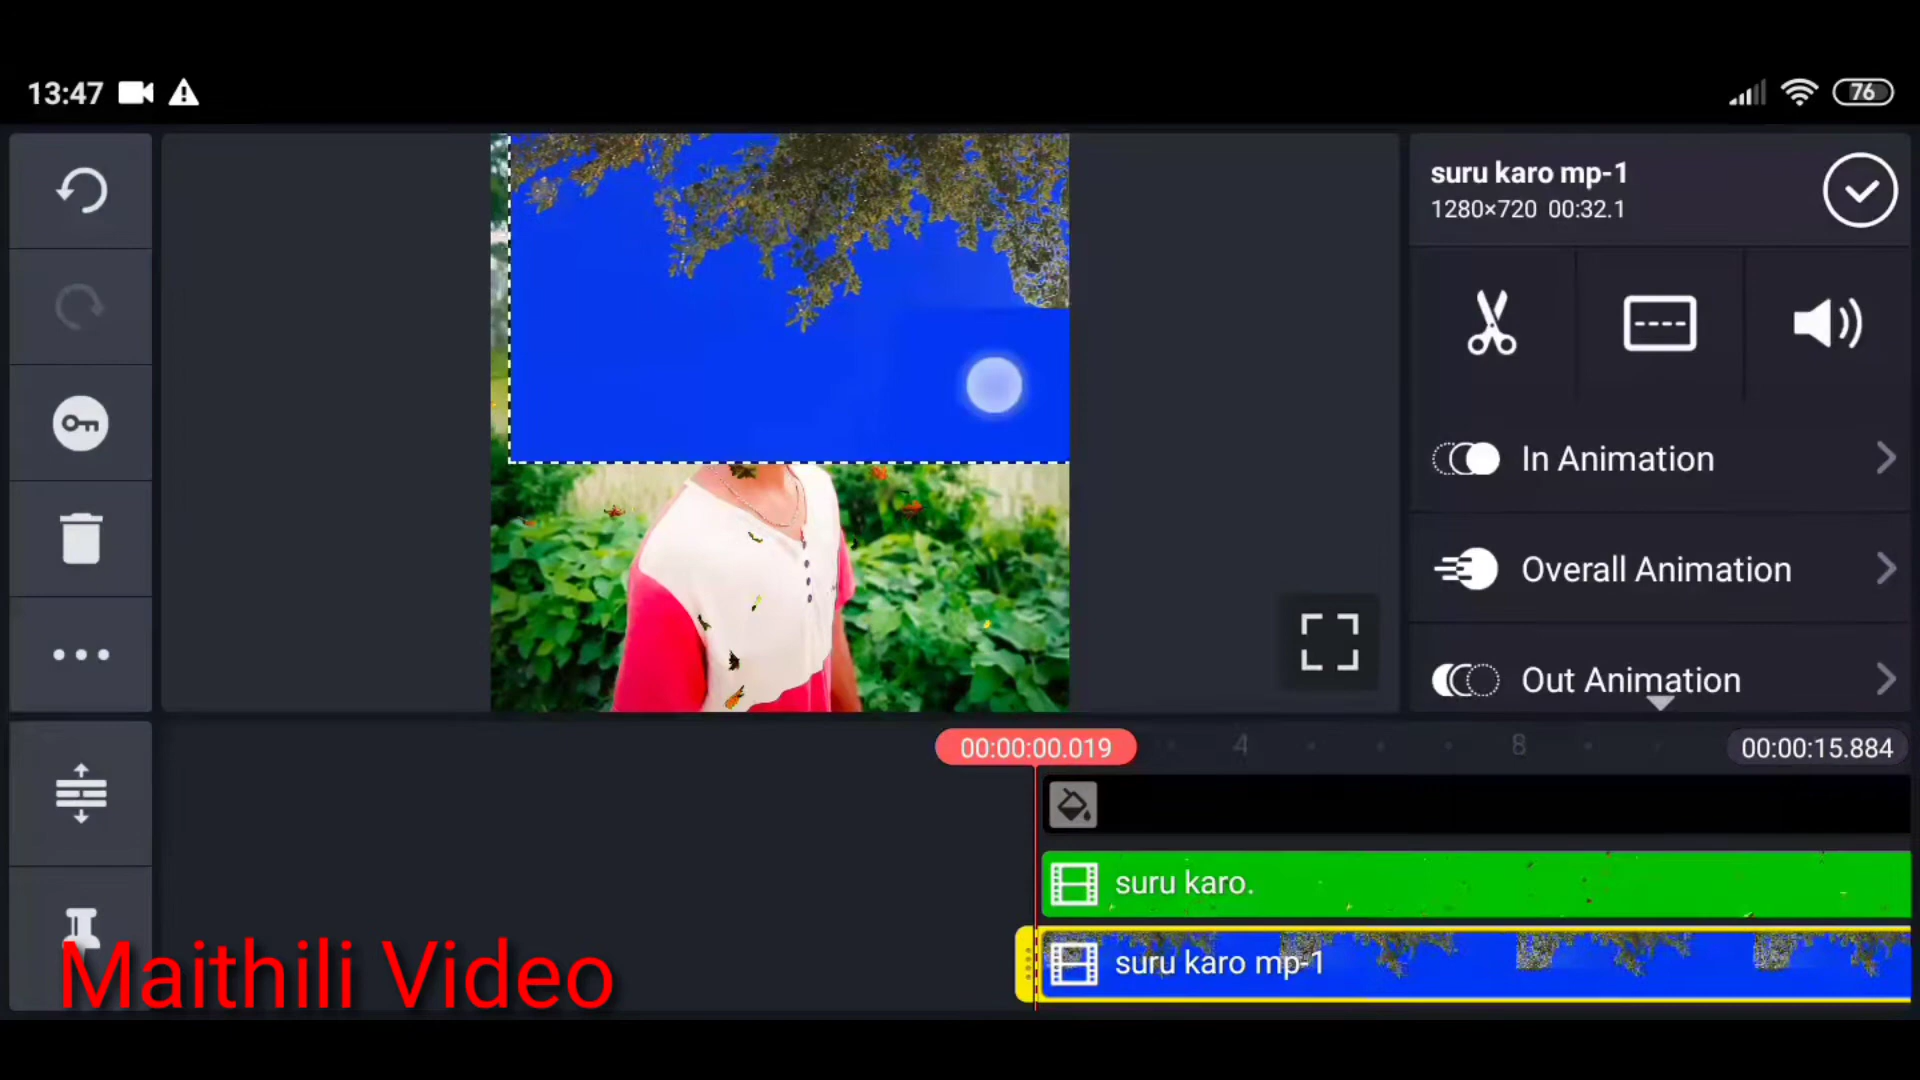 13:47
76
suru karo mp-1
1280×720 00:32.1
In Animation
Overall Animation
Out Animation
00:00:00.019
4
8
00:00:15.884
suru karo.
suru karo mp-1
Maithili Video